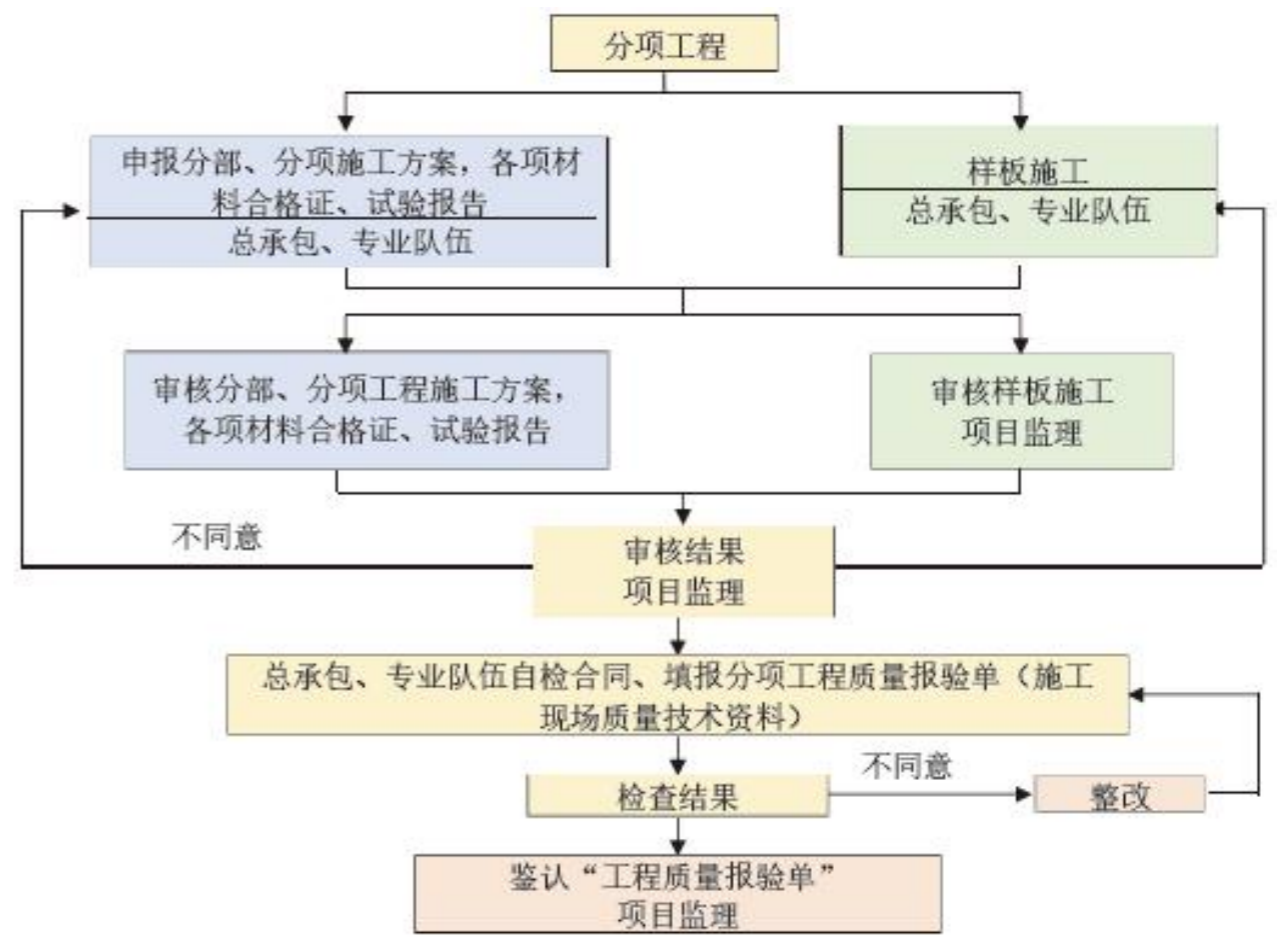 分项工程
申报分部、分项施工方案，各项材
料合格证、试验报告
总承包、专业队伍
样板施工
总承包、专业队伍
审核分部、分项工程施工方案，
各项材料合格证、试验报告
审核样板施工
项目监理
不同意
审核结果
项目监理
总承包、专业队伍自检合同、填报分项工程质量报验单（施工
现场质量技术资料）
不同意
检查结果
整改
鉴认“工程质量报验单”
项目监理